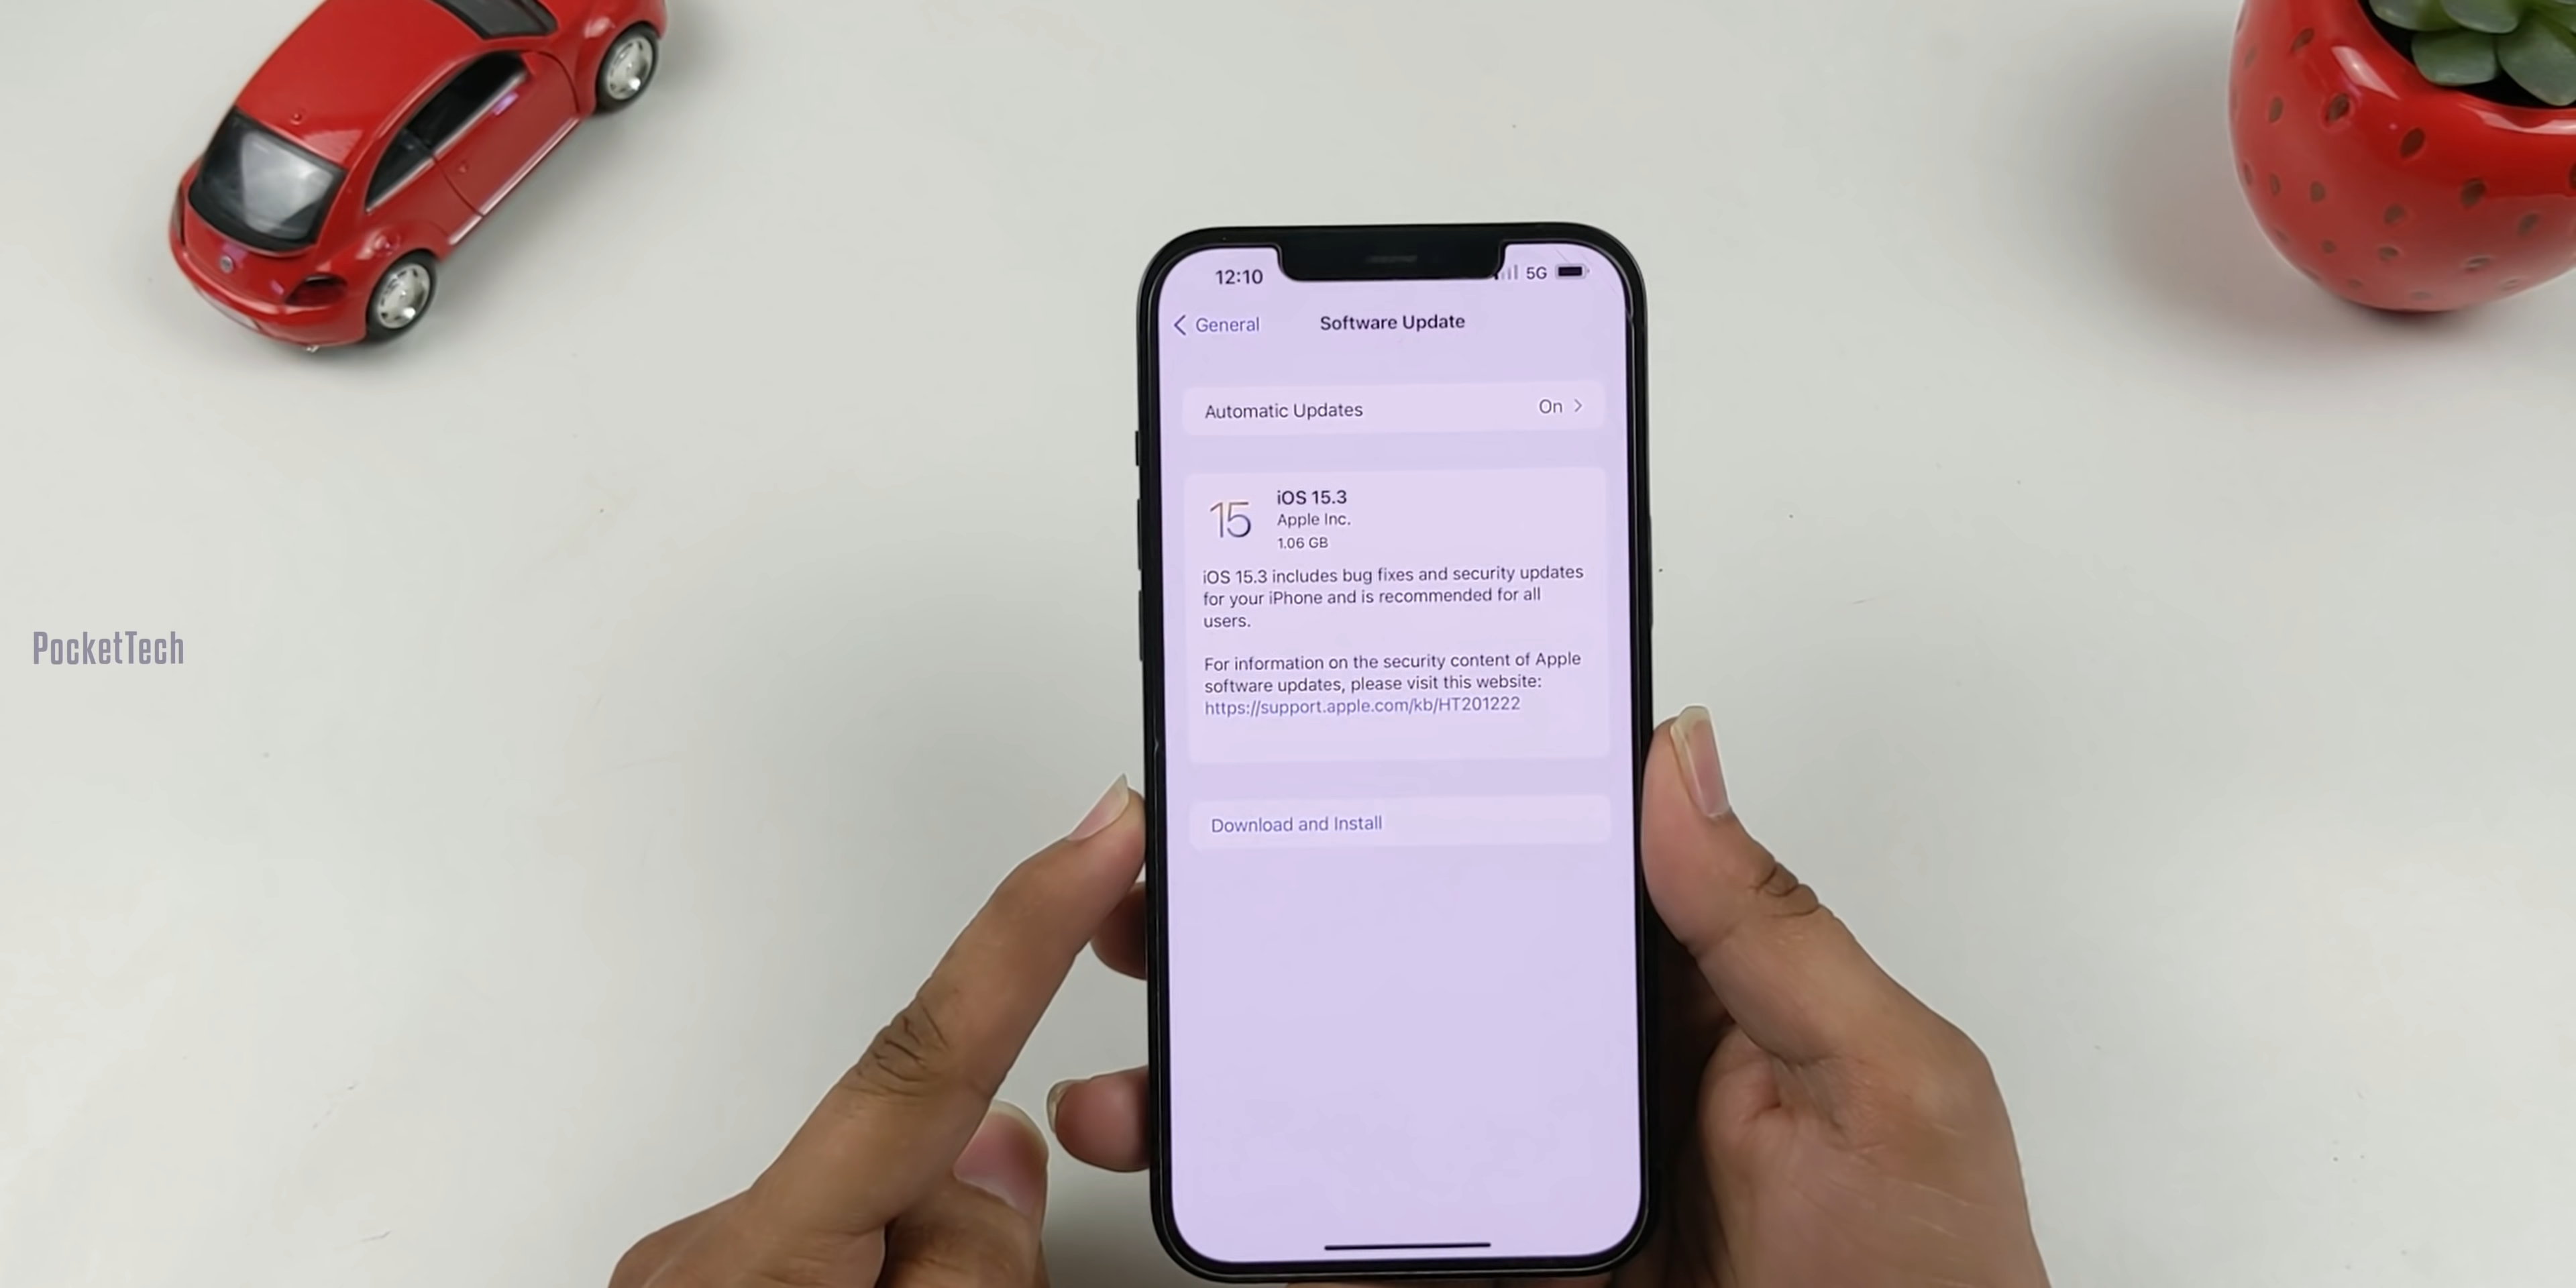 12:10
5G
General
Software Update
Automatic Updates
On
15
iOS 15.3
Apple Inc.
1.06 GB
iOS 15.3 includes bug fixes and security updates
for your iPhone and is recommended for all
users.
For information on the security content of Apple
software updates, please visit this website:
https://support.apple.com/kb/HT201222
PocketTech
Download and Install